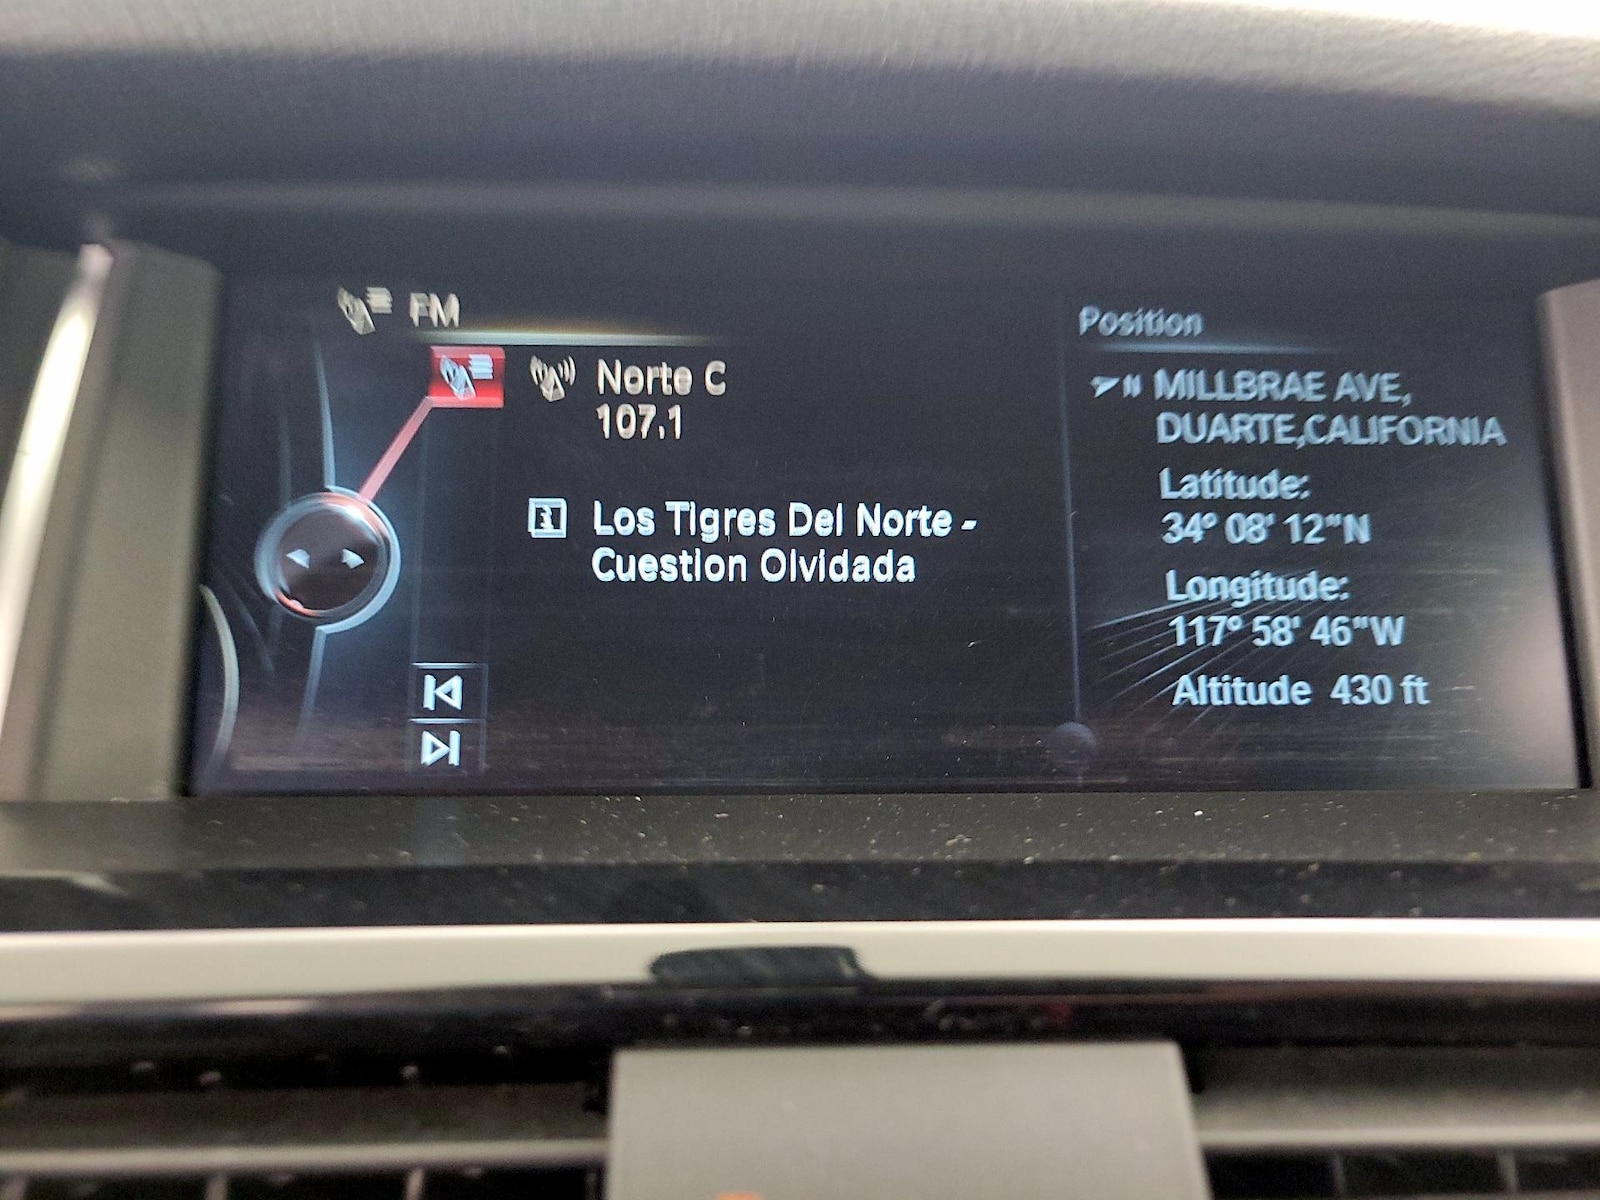 FM
Norte C
107.1
Los Tigres Del Norte -
Cuestion Olvidada
Position
N MILLBRAE AVE,
DUARTE,CALIFORNIA
Latitude:
34° 08' 12"N
Longitude:
117° 58' 46"W
Altitude 430 ft